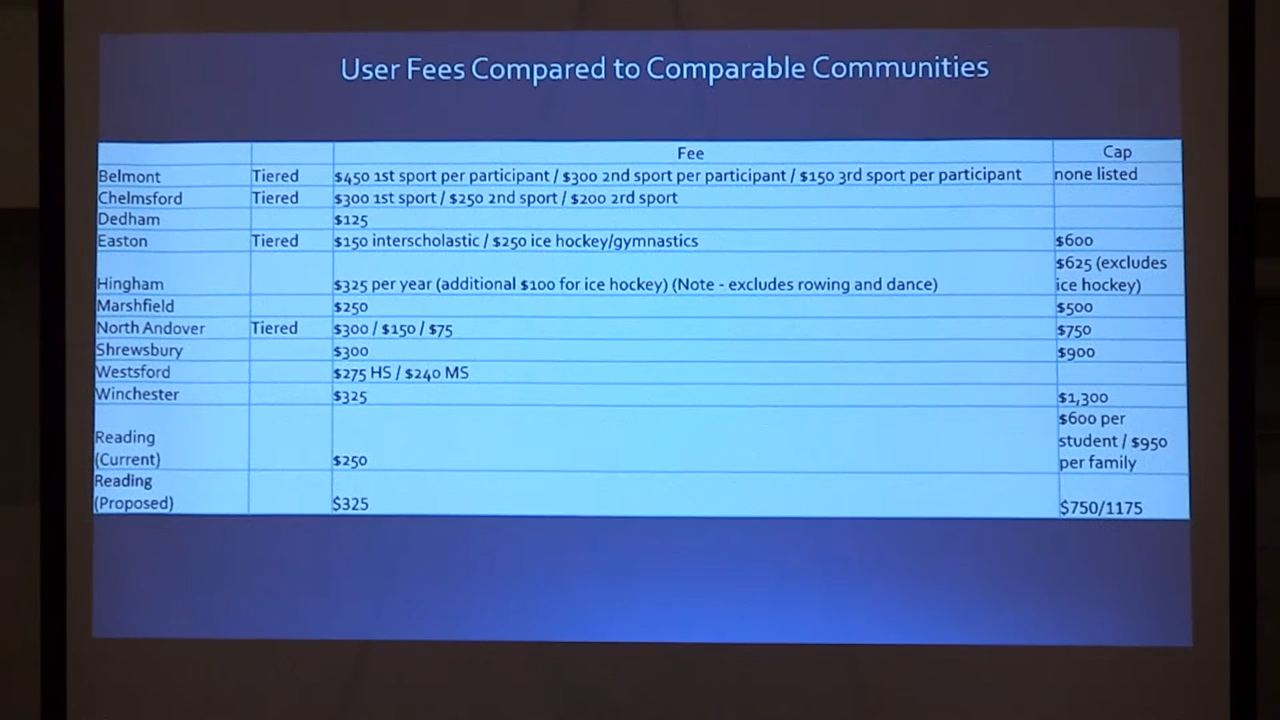 User Fees Compared to Comparable Communities
Fee Cap
Belmont Tiered $450 1st sport per participant / $300 2nd sport per participant / $150 3rd sport per participant none listed
Chelmsford Tiered $300 1st sport / $250 2nd sport / $200 2rd sport
Dedham $125
Easton Tiered $150 interscholastic / $250 ice hockey/gymnastics $600
$625 (excludes
Hingham $325 per year (additional $100 for ice hockey) (Note - excludes rowing and dance) ice hockey)
Marshfield $250 $500
North Andover Tiered $300 / $150 / $75 $750
Shrewsbury $300 $900
Westsford $275 HS / $240 MS
Winchester $325 $1,300
$600 per
Reading student / $950
(Current) $250 per family
Reading
(Proposed) $325 $750/1175